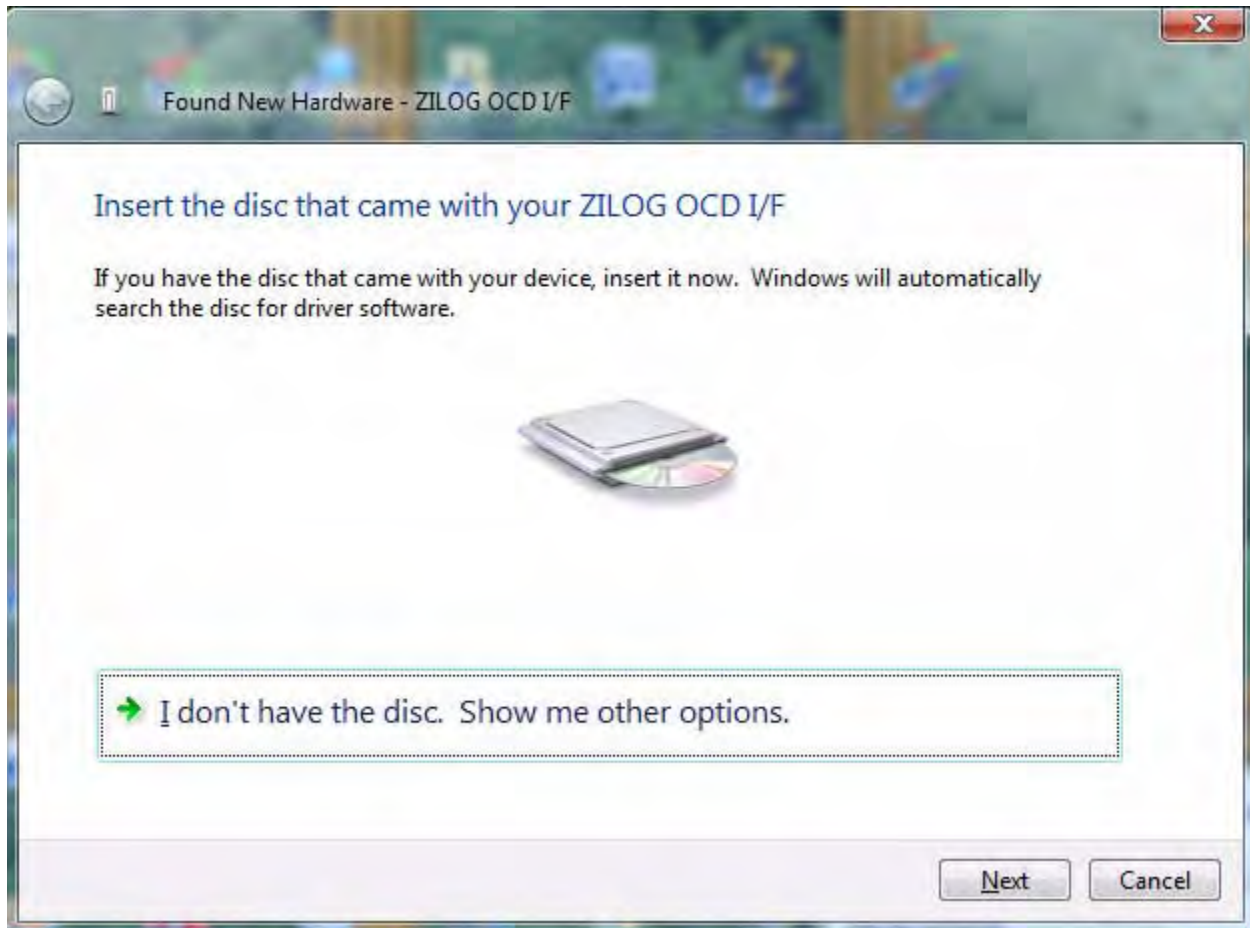 X
Found New Hardware - ZILOG OCD I/F
Insert the disc that came with your ZILOG OCD I/F
If you have the disc that came with your device, insert it now.  Windows will automatically
search the disc for driver software.
I don't have the disc.  Show me other options.
Next
Cancel